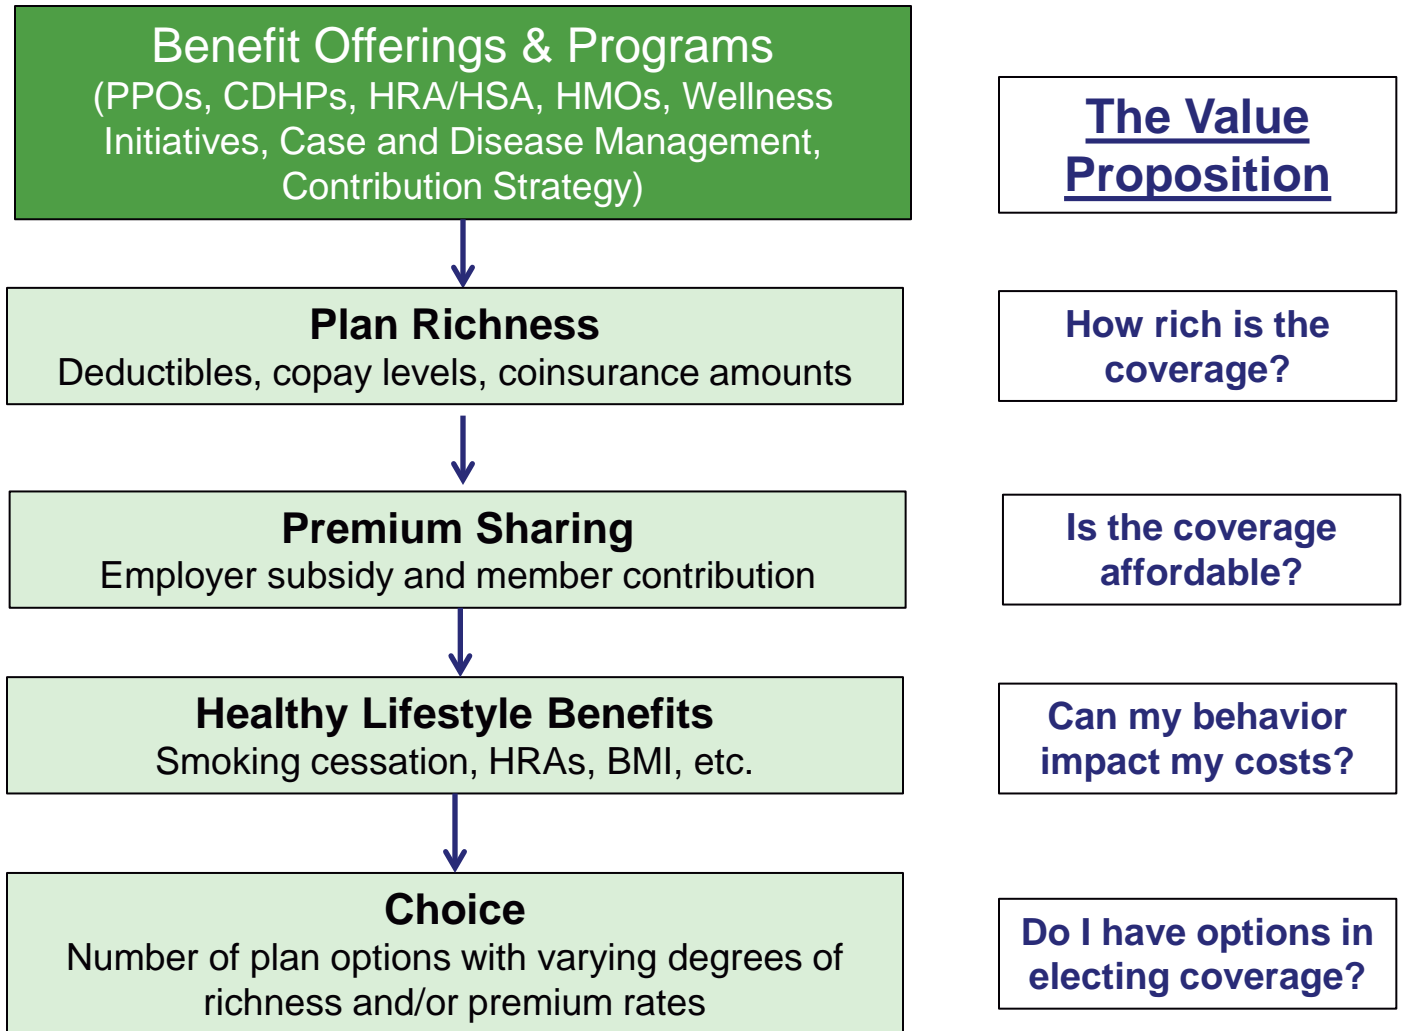 Benefit Offerings & Programs
(PPOs, CDHPs, HRA/HSA, HMOs, Wellness
Initiatives, Case and Disease Management,
Contribution Strategy)
The Value
Proposition
Plan Richness
Deductibles, copay levels, coinsurance amounts
How rich is the
coverage?
Premium Sharing
Employer subsidy and member contribution
Is the coverage
affordable?
Healthy Lifestyle Benefits
Smoking cessation, HRAs, BMI, etc.
Can my behavior
impact my costs?
Choice
Number of plan options with varying degrees of
richness and/or premium rates
Do I have options in
electing coverage?